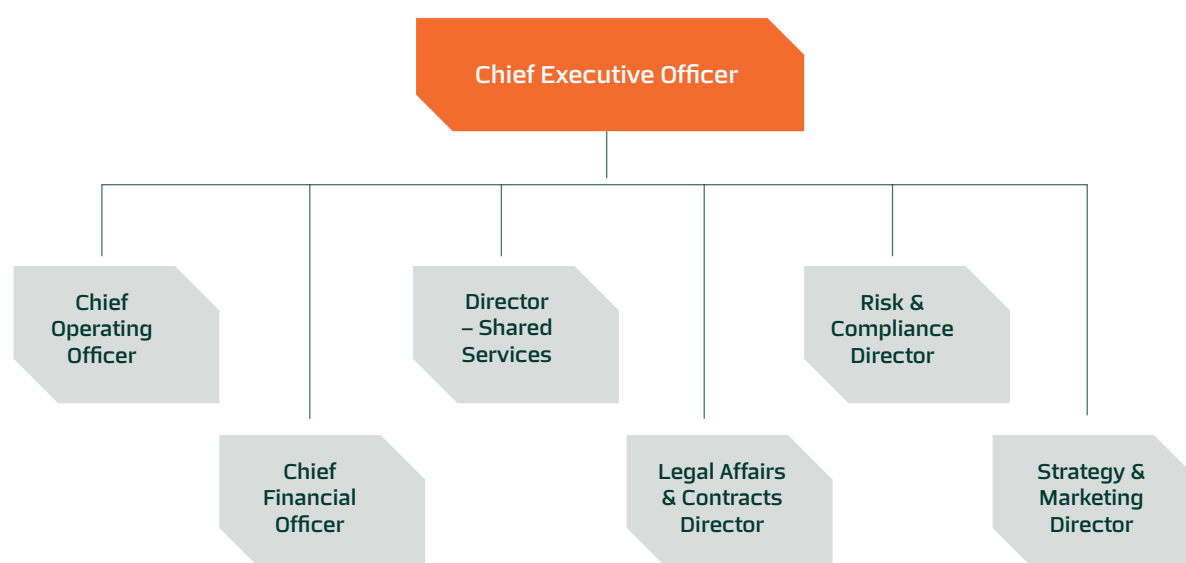 Chief Executive Officer
Chief
Operating
Officer
Director
– Shared
Services
Risk &
Compliance
Director
Chief
Financial
Officer
Legal Affairs
& Contracts
Director
Strategy &
Marketing
Director